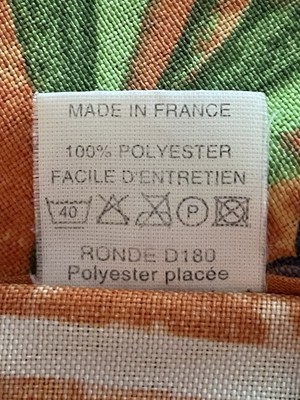 MADE IN FRANCE
100% POLYESTER
FACILE D'ENTRETIEN
40 P
RONDE D180
Polyester placée